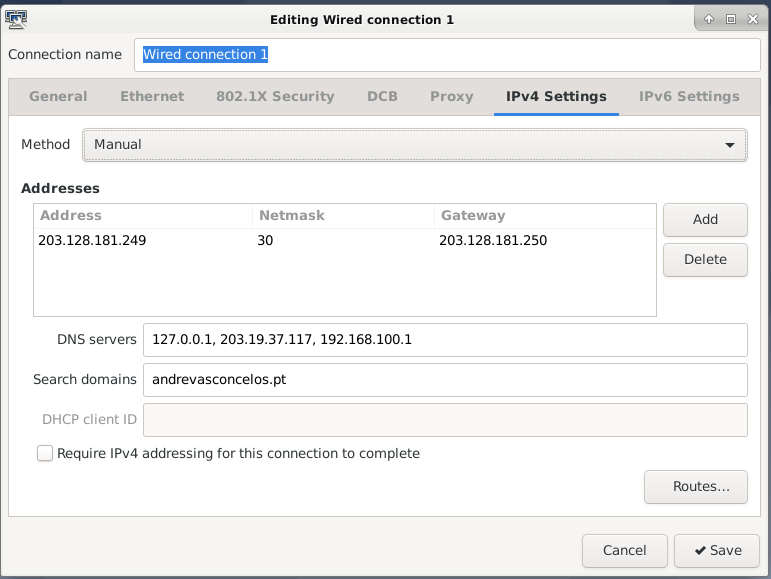 Editing Wired connection 1
Connection name Wired connection 1
General Ethernet 802.1X Security DCB Proxy IPv4 Settings IPv6 Settings
Method Manual
Addresses
Address Netmask Gateway
203.128.181.249 30 203.128.181.250
Add
Delete
DNS servers 127.0.0.1, 203.19.37.117, 192.168.100.1
Search domains andrevasconcelos.pt
DHCP client ID
Require IPv4 addressing for this connection to complete
Routes...
Cancel Save